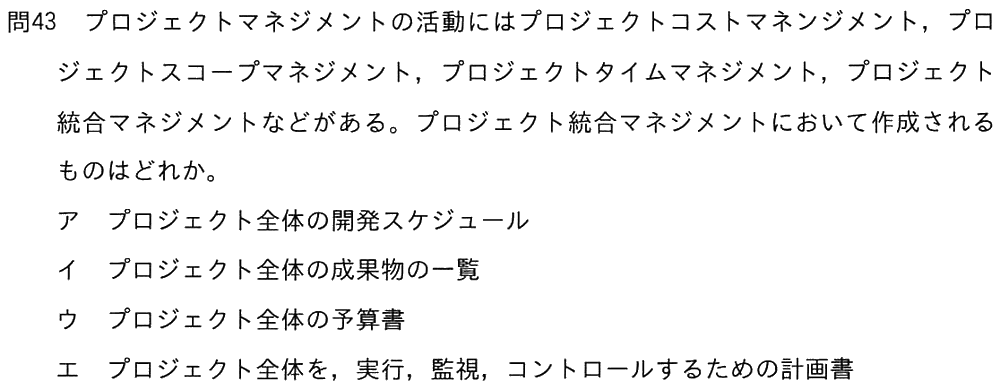 問43　プロジェクトマネジメントの活動にはプロジェクトコストマネンジメント，プロ
ジェクトスコープマネジメント，プロジェクトタイムマネジメント，プロジェクト
統合マネジメントなどがある。プロジェクト統合マネジメントにおいて作成される
ものはどれか。
ア　プロジェクト全体の開発スケジュール
イ　プロジェクト全体の成果物の一覧
ウ　プロジェクト全体の予算書
エ　プロジェクト全体を，実行，監視，コントロールするための計画書